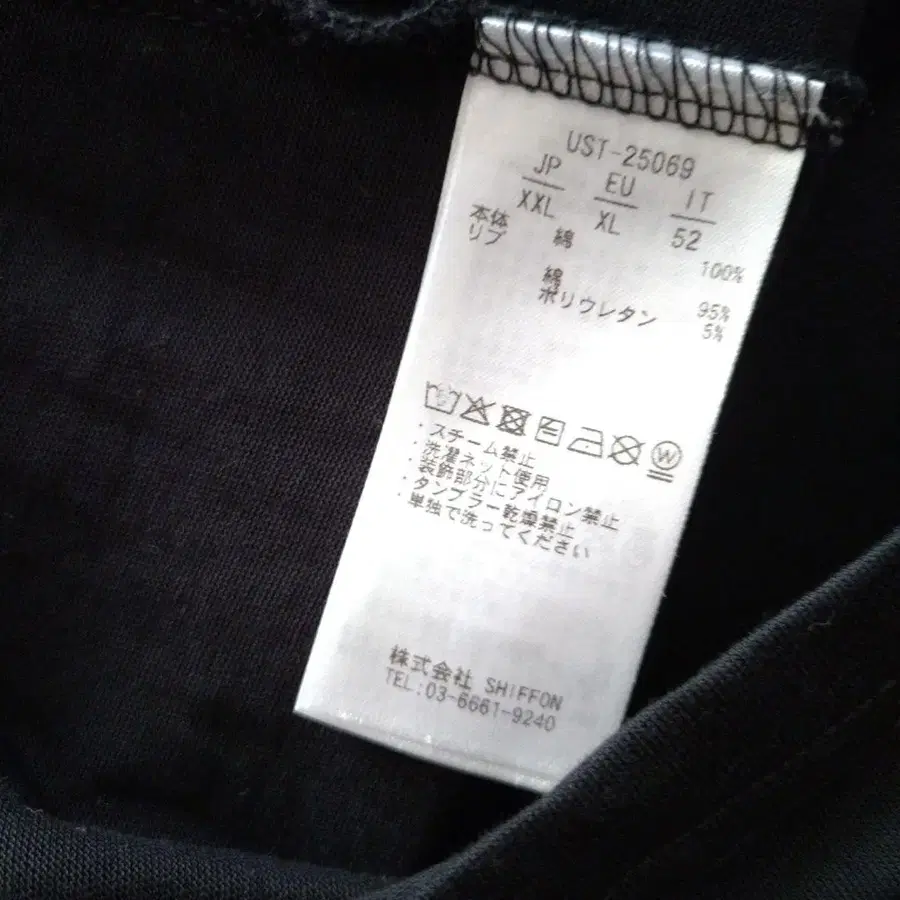 UST-25069
JP EU IT
XXL XL 52
本体 綿 100%
リブ
綿 95%
ポリウレタン 5%
W
・スチーム禁止
・洗濯ネット使用
・装飾部分にアイロン禁止
・タンブラー乾燥禁止
・単独で洗ってください
株式会社 SHIFFON
TEL:03-6661-9240